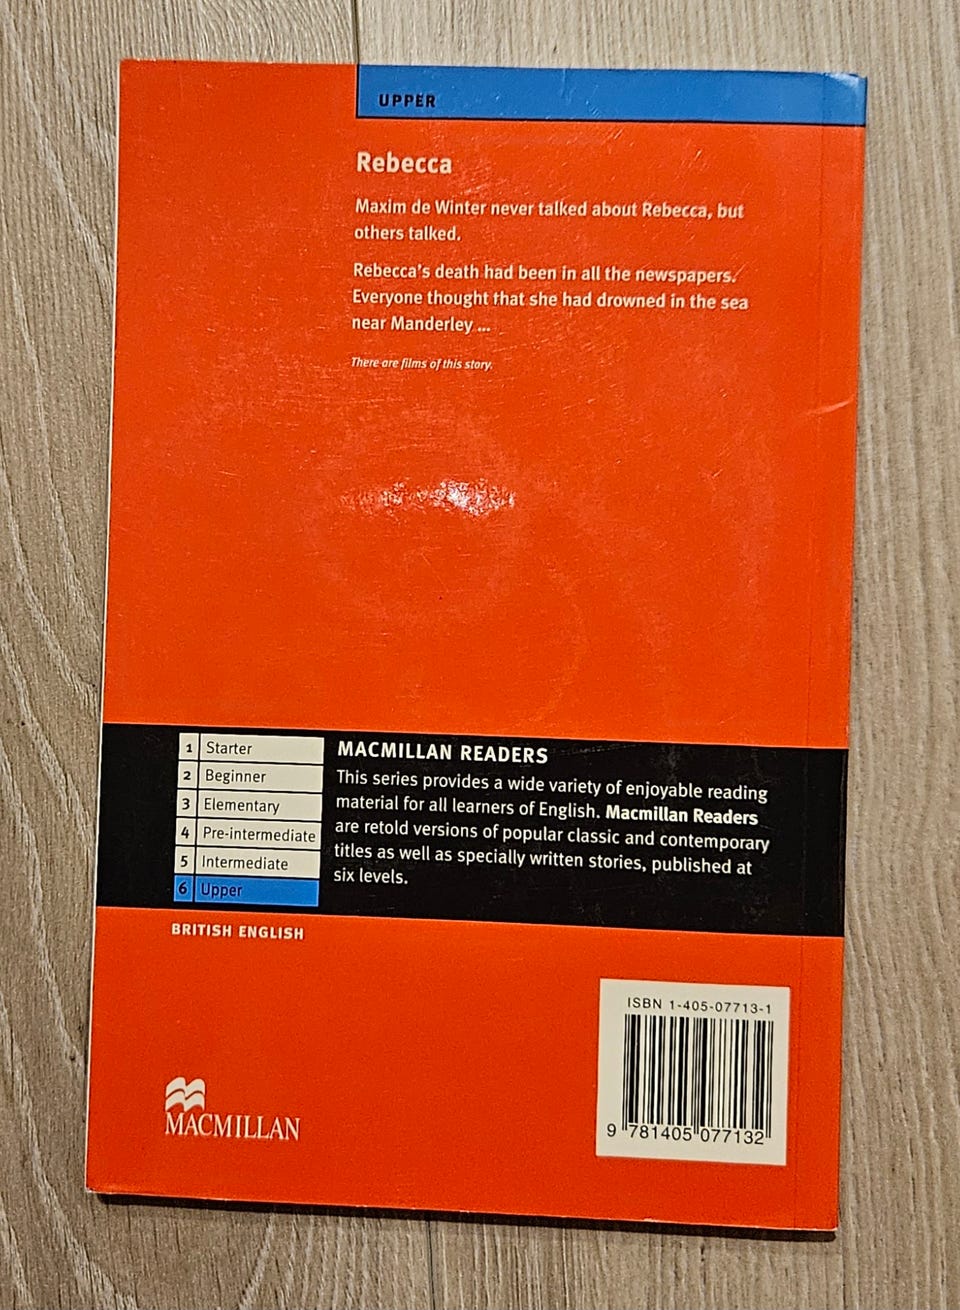 UPPER
Rebecca
Maxim de Winter never talked about Rebecca, but
others talked.
Rebecca's death had been in all the newspapers.
Everyone thought that she had drowned in the sea
near Manderley ...
There are films of this story.
1 Starter
2 Beginner
3 Elementary
4 Pre-intermediate
5 Intermediate
6 Upper
MACMILLAN READERS
This series provides a wide variety of enjoyable reading
material for all learners of English. Macmillan Readers
are retold versions of popular classic and contemporary
titles as well as specially written stories, published at
six levels.
BRITISH ENGLISH
ISBN 1-405-07713-1
9 781405 077132
MACMILLAN